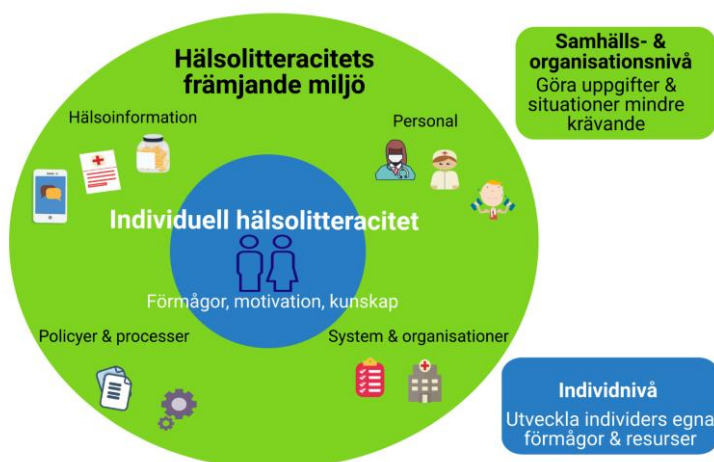 Hälsolitteracitets
främjande miljö
Hälsoinformation
Personal
Individuell hälsolitteracitet
Förmågor, motivation, kunskap
Policyer & processer
System & organisationer
Samhälls- &
organisationsnivå
Göra uppgifter &
situationer mindre
krävande
Individnivå
Utveckla individers egna
förmågor & resurser